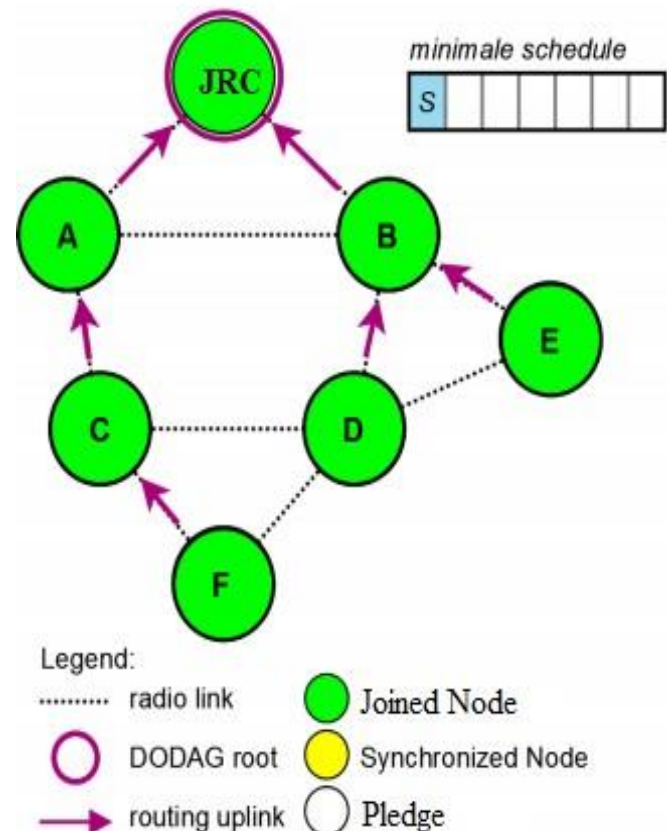 JRC
minimale schedule
S
A
B
E
C
D
F
Legend:
radio link
Joined Node
DODAG root
Synchronized Node
routing uplink
Pledge